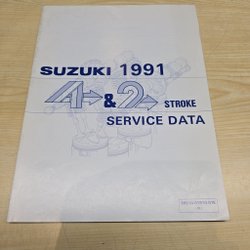 SUZUKI 1991
4 & 2 STROKE
SERVICE DATA